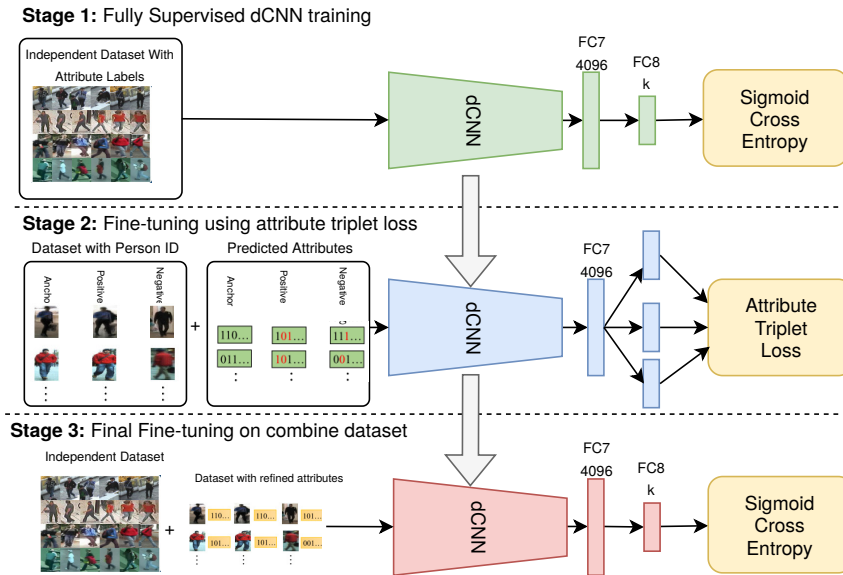 Stage 1: Fully Supervised dCNN training
Independent Dataset With
Attribute Labels
dCNN
FC7
4096
FC8
k
Sigmoid
Cross
Entropy
Stage 2: Fine-tuning using attribute triplet loss
Dataset with Person ID
Anchor
Positive
Negative
+
Predicted Attributes
Anchor
Positive
Negative
110...
101...
111...
011...
101...
001...
dCNN
FC7
4096
Attribute
Triplet
Loss
Stage 3: Final Fine-tuning on combine dataset
Independent Dataset
+
Dataset with refined attributes
110...
110...
101...
101...
101...
001...
dCNN
FC7
4096
FC8
k
Sigmoid
Cross
Entropy